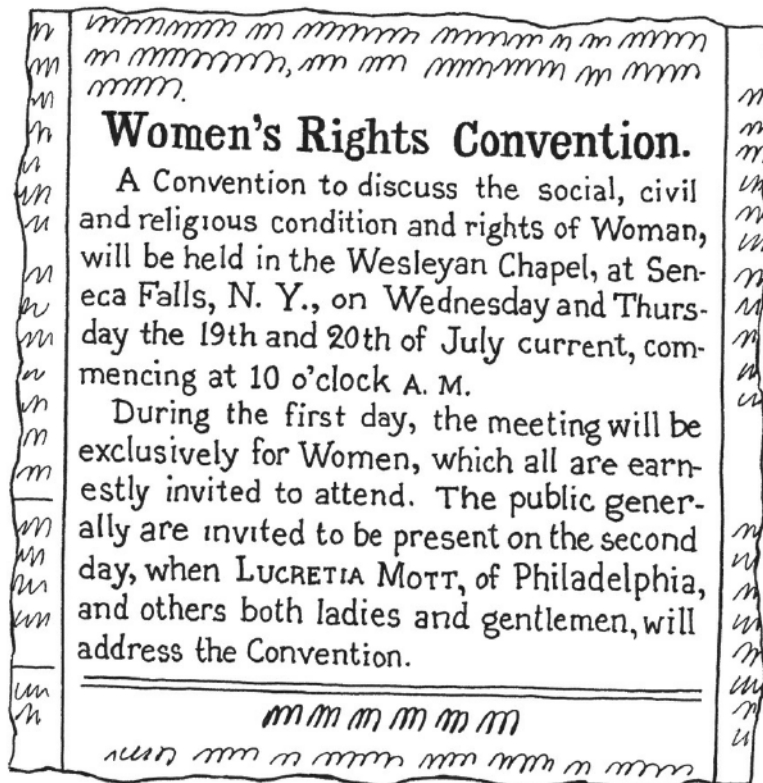 Women's Rights Convention.
A Convention to discuss the social, civil
and religious condition and rights of Woman,
will be held in the Wesleyan Chapel, at Sen-
eca Falls, N. Y., on Wednesday and Thurs-
day the 19th and 20th of July current, com-
mencing at 10 o'clock A. M.
During the first day, the meeting will be
exclusively for Women, which all are earn-
estly invited to attend. The public gener-
ally are invited to be present on the second
day, when LUCRETIA MOTT, of Philadelphia,
and others both ladies and gentlemen, will
address the Convention.